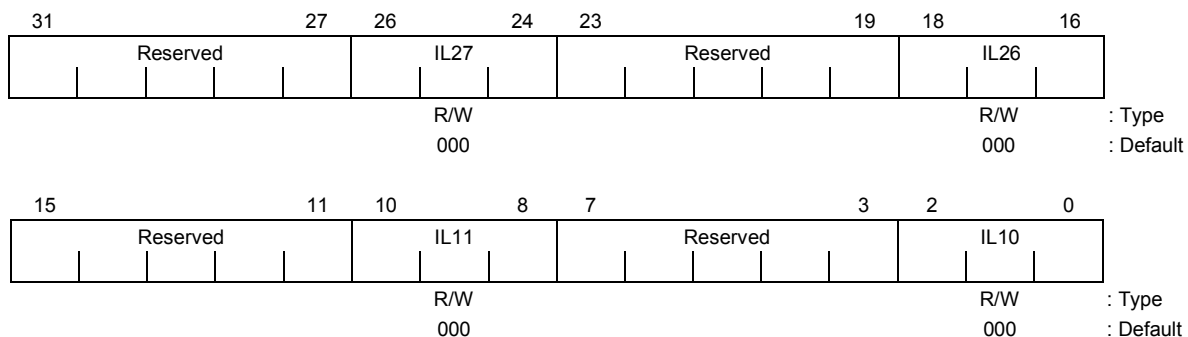 31 27 26 24 23 19 18 16
Reserved IL27 Reserved IL26
R/W R/W : Type
000 000 : Default
15 11 10 8 7 3 2 0
Reserved IL11 Reserved IL10
R/W R/W : Type
000 000 : Default